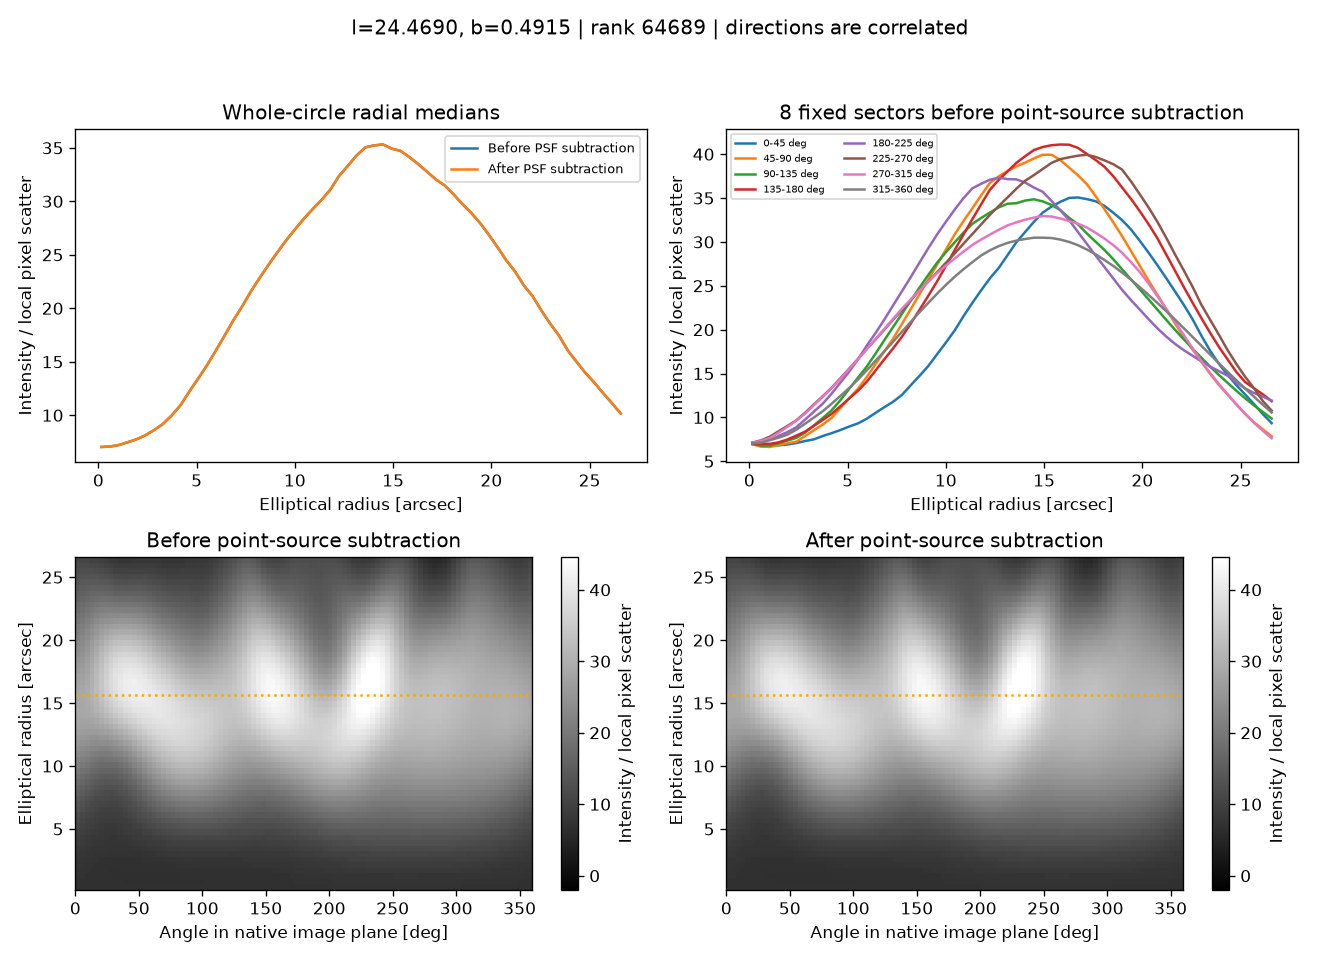 l=24.4690, b=0.4915 | rank 64689 | directions are correlated
Whole-circle radial medians
Before PSF subtraction
After PSF subtraction
35
30
25
20
15
10
0
5
10
15
20
25
Intensity / local pixel scatter
Elliptical radius [arcsec]
8 fixed sectors before point-source subtraction
0-45 deg
45-90 deg
90-135 deg
135-180 deg
180-225 deg
225-270 deg
270-315 deg
315-360 deg
40
35
30
25
20
15
10
5
0
5
10
15
20
25
Intensity / local pixel scatter
Elliptical radius [arcsec]
Before point-source subtraction
25
20
15
10
5
0
50
100
150
200
250
300
350
Elliptical radius [arcsec]
Angle in native image plane [deg]
40
30
20
10
0
Intensity / local pixel scatter
After point-source subtraction
25
20
15
10
5
0
50
100
150
200
250
300
350
Elliptical radius [arcsec]
Angle in native image plane [deg]
40
30
20
10
0
Intensity / local pixel scatter